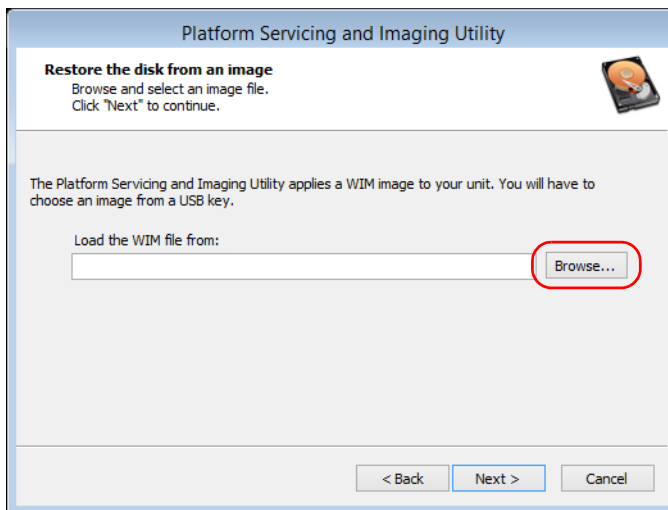 Platform Servicing and Imaging Utility
Restore the disk from an image
Browse and select an image file.
Click "Next" to continue.
The Platform Servicing and Imaging Utility applies a WIM image to your unit. You will have to
choose an image from a USB key.
Load the WIM file from:
Browse...
< Back
Next >
Cancel